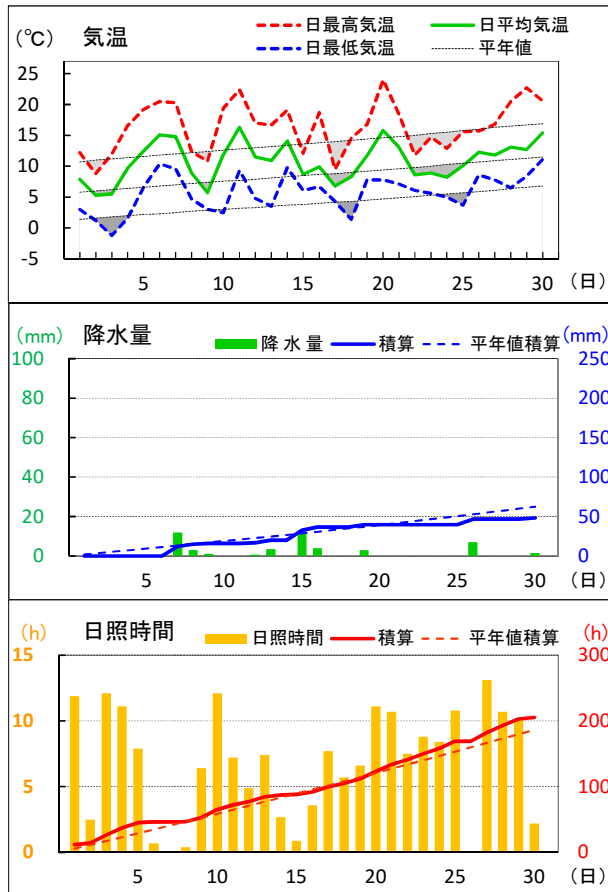 (℃) 気温
日最高気温 日平均気温
日最低気温 平年値
25
20
15
10
5
0
-5
5 10 15 20 25 30 (日)
(mm) 降水量 (mm)
降 水 量 積算 平年値積算
100 250
80 200
60 150
40 100
20 50
0 0
5 10 15 20 25 30 (日)
(h) 日照時間 (h)
日照時間 積算 平年値積算
15 300
10 200
5 100
0 0
5 10 15 20 25 30 (日)